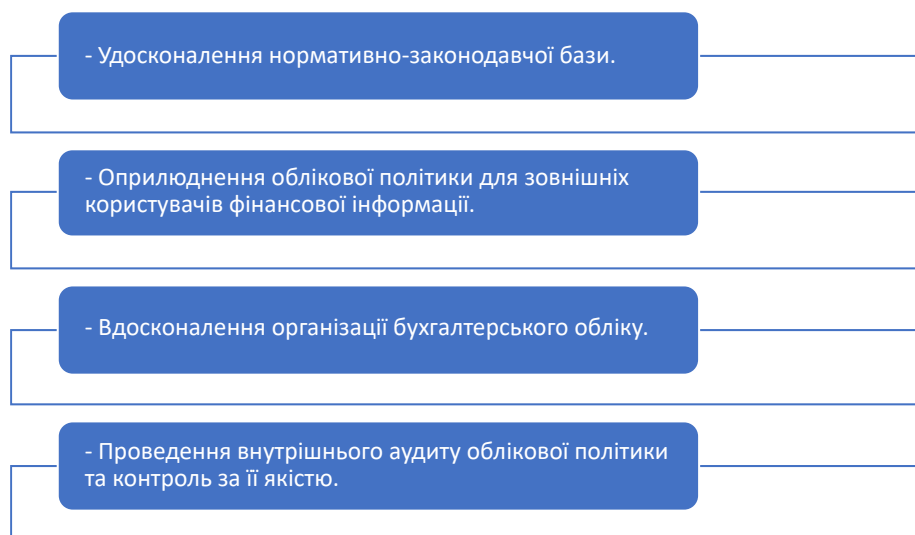 - Удосконалення нормативно-законодавчої бази.
- Оприлюднення облікової політики для зовнішніх
користувачів фінансової інформації.
- Вдосконалення організації бухгалтерського обліку.
- Проведення внутрішнього аудиту облікової політики
та контроль за її якістю.